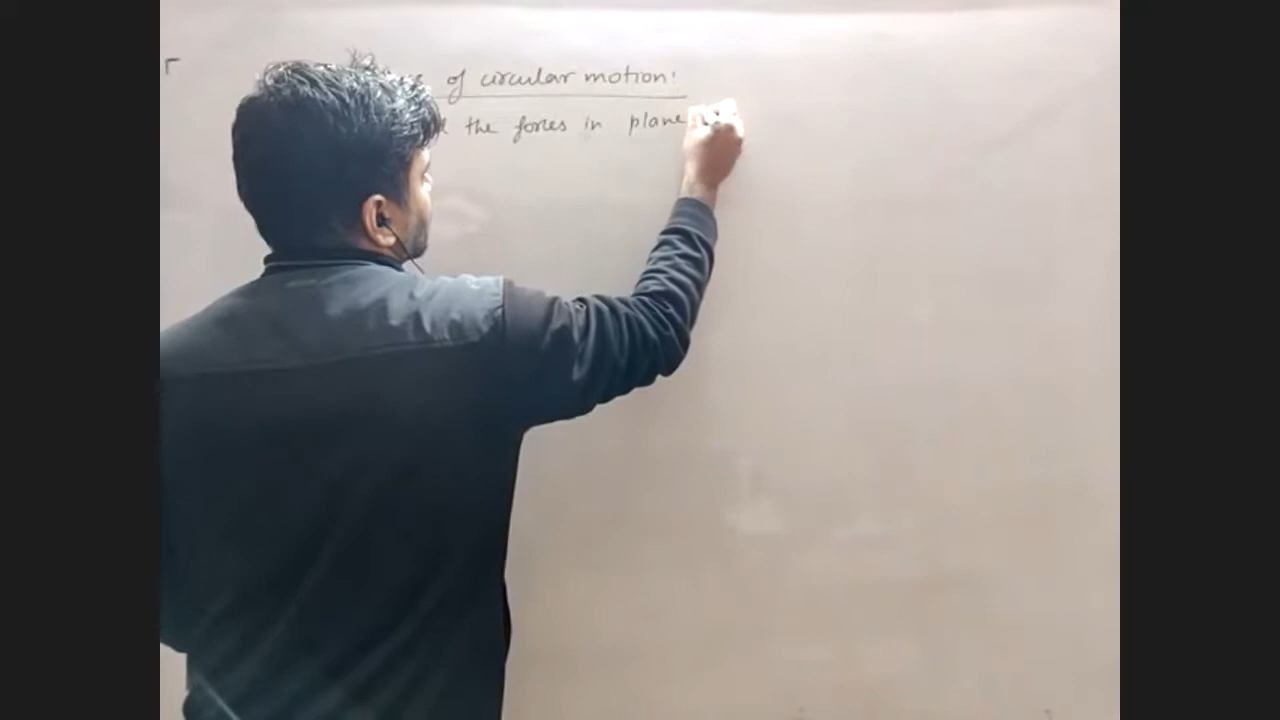 of circular motion:
the forces in plane